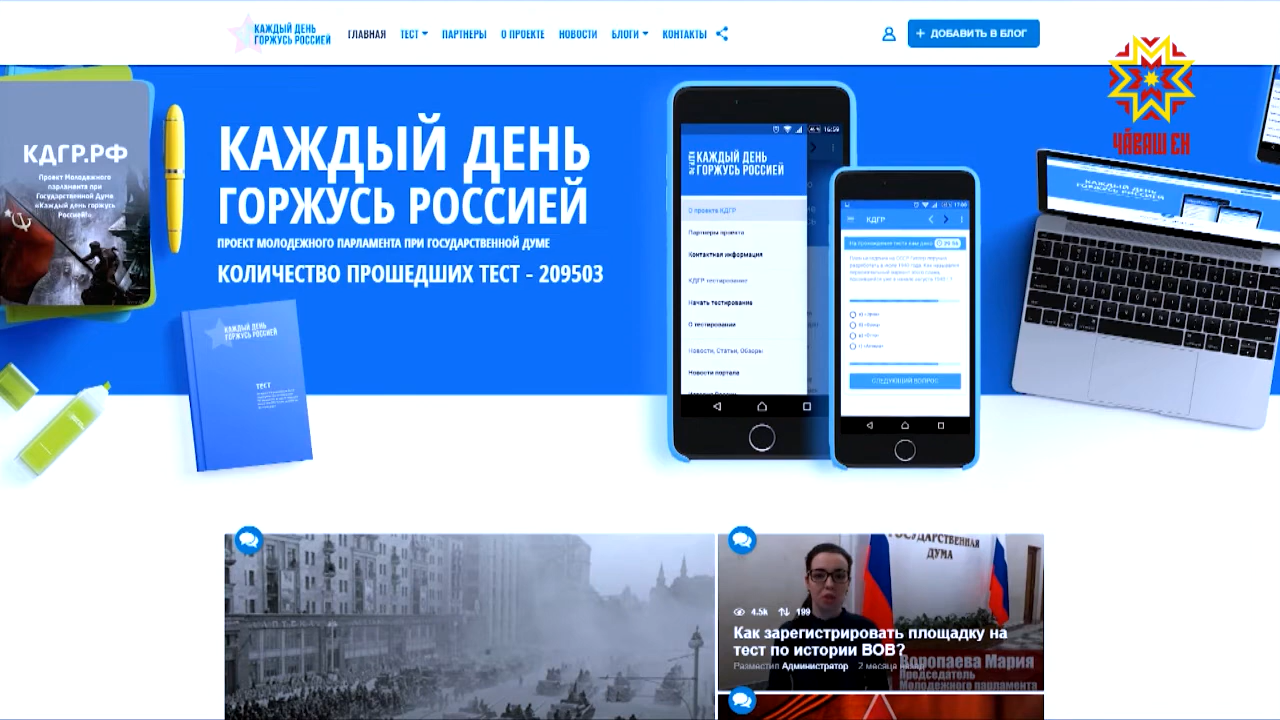 КАЖДЫЙ ДЕНЬ
ГОРЖУСЬ РОССИЕЙ
ГЛАВНАЯ
ТЕСТ
ПАРТНЕРЫ
О ПРОЕКТЕ
НОВОСТИ
БЛОГИ
КОНТАКТЫ
+ ДОБАВИТЬ В БЛОГ
ЧӐВАШ ЕН
КДГР.РФ
Проект Молодежного
парламента при
Государственной Думе
«Каждый день горжусь
Россией!»
КАЖДЫЙ ДЕНЬ
ГОРЖУСЬ РОССИЕЙ
ПРОЕКТ МОЛОДЕЖНОГО ПАРЛАМЕНТА ПРИ ГОСУДАРСТВЕННОЙ ДУМЕ
КОЛИЧЕСТВО ПРОШЕДШИХ ТЕСТ - 209503
КАЖДЫЙ ДЕНЬ
ГОРЖУСЬ РОССИЕЙ
ТЕСТ
16:59
КАЖДЫЙ ДЕНЬ
ГОРЖУСЬ РОССИЕЙ
О проекте КДГР
Партнеры проекта
Контактная информация
КДГР тестирование
Начать тестирование
О тестировании
Новости, Статьи, Обзоры
Новости портала
КДГР
СЛЕДУЮЩИЙ ВОПРОС
КАЖДЫЙ ДЕНЬ
ГОРЖУСЬ РОССИЕЙ
ГОСУДАРСТВЕННАЯ
ДУМА
4.5k 199
Как зарегистрировать площадку на
тест по истории ВОВ?
Разместил Администратор 2 месяца назад
Воропаева Мария
Председатель
Молодежного парламента